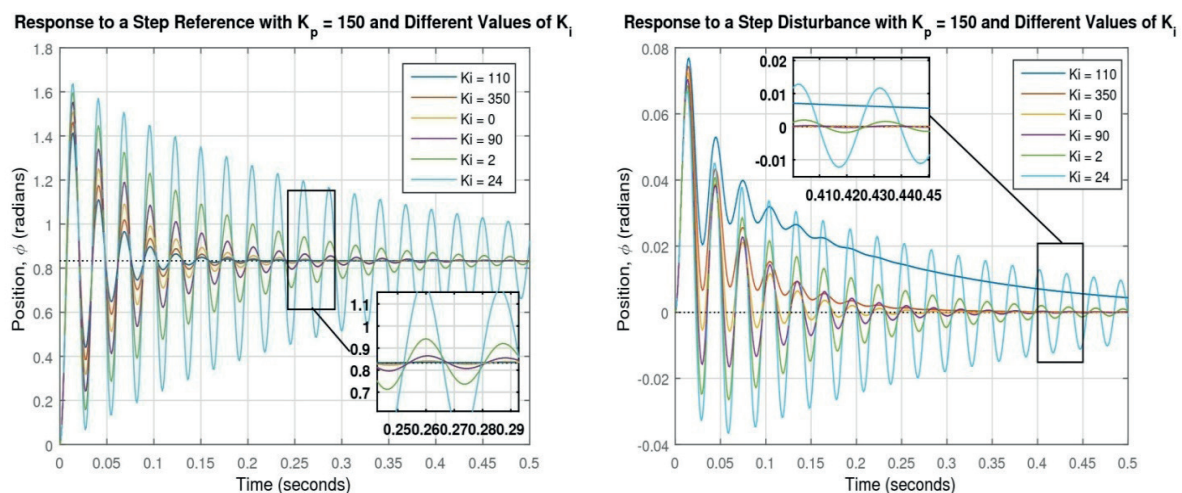 Response to a Step Reference with K_p = 150 and Different Values of K_i
1.8
1.6
1.4
1.2
1
0.8
0.6
0.4
0.2
0
Position, ϕ (radians)
Ki = 110
Ki = 350
Ki = 0
Ki = 90
Ki = 2
Ki = 24
1.1
1
0.9
0.8
0.7
0.250.260.270.280.29
0 0.05 0.1 0.15 0.2 0.25 0.3 0.35 0.4 0.45 0.5
Time (seconds)
Response to a Step Disturbance with K_p = 150 and Different Values of K_i
0.08
0.06
0.04
0.02
0
-0.02
-0.04
Position, ϕ (radians)
0.02
0.01
0
-0.01
0.410.420.430.440.45
Ki = 110
Ki = 350
Ki = 0
Ki = 90
Ki = 2
Ki = 24
0 0.05 0.1 0.15 0.2 0.25 0.3 0.35 0.4 0.45 0.5
Time (seconds)